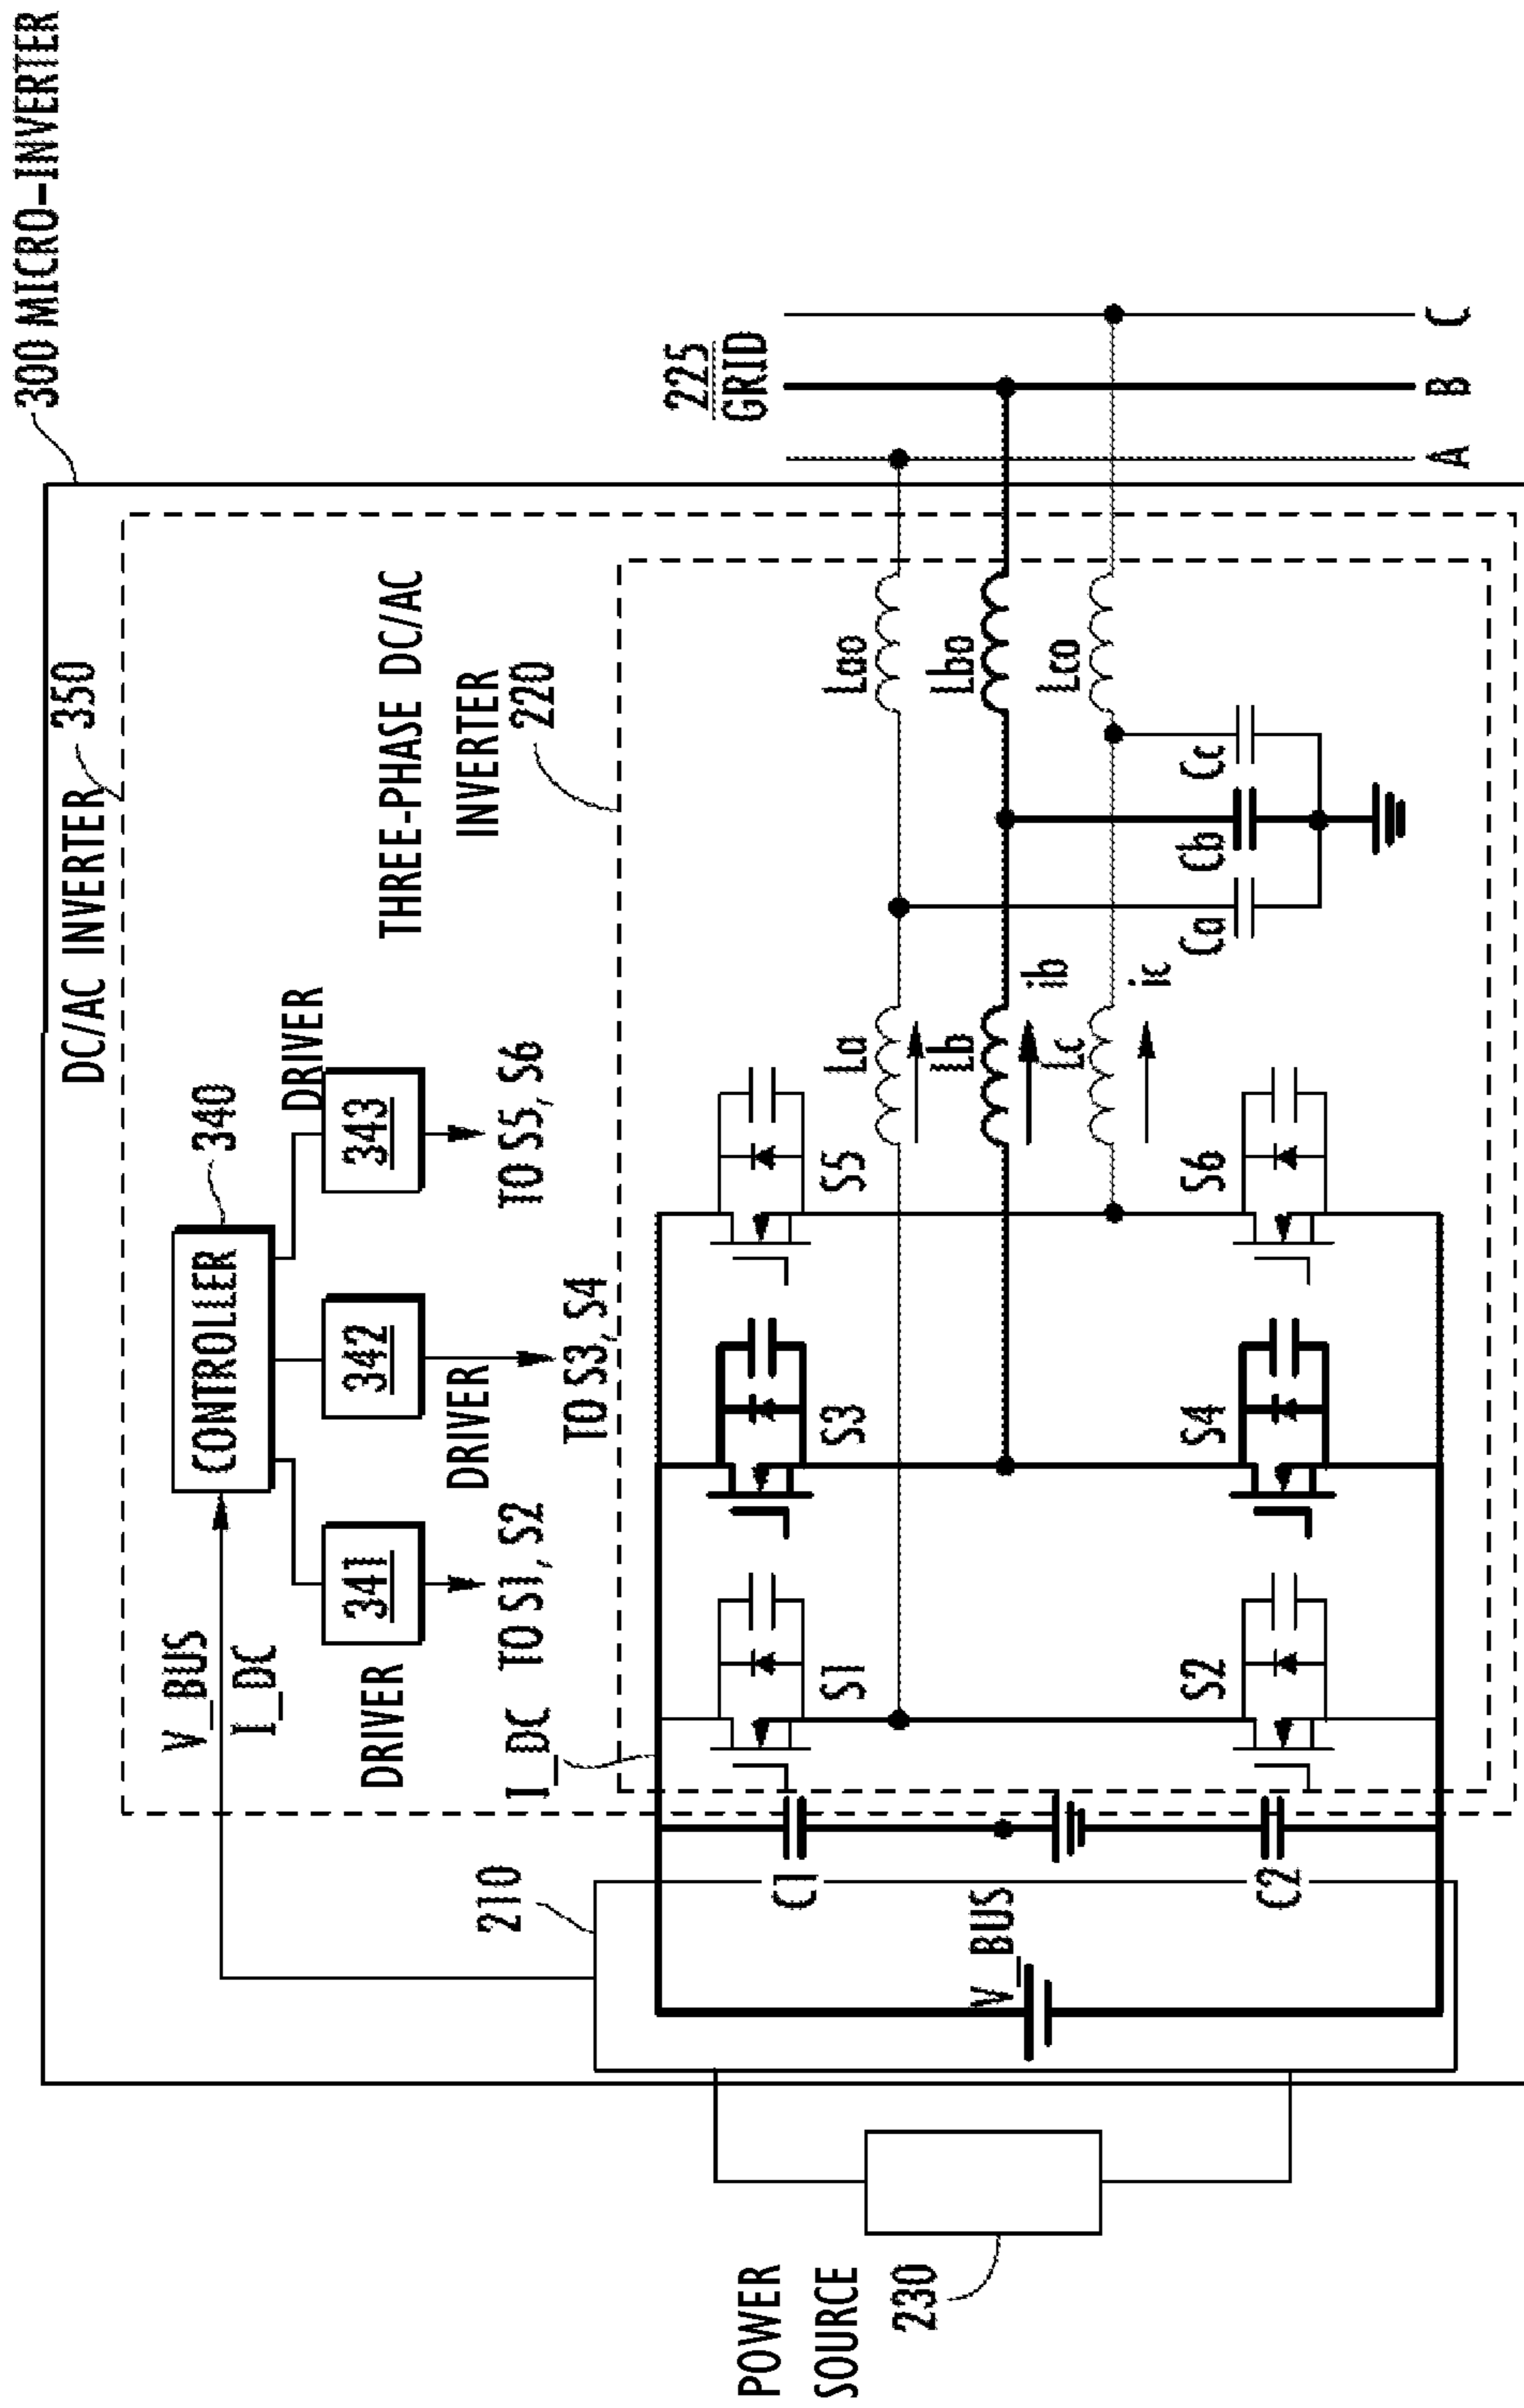 300 MICRO-INVERTER
DC/AC INVERTER
350
340
CONTROLLER
V_BUS
I_DC
DRIVER
341
342
343
DRIVER
DRIVER
TO S1, S2
TO S3, S4
TO S5, S6
THREE-PHASE DC/AC
INVERTER
220
225
GRID
I_DC
210
S1
S3
S5
La
Lao
Lb
Lbo
ib
Lc
Lco
ic
C1
V_BUS
C2
S2
S4
S6
Ca
Cb
Cc
A
B
C
POWER
SOURCE
230